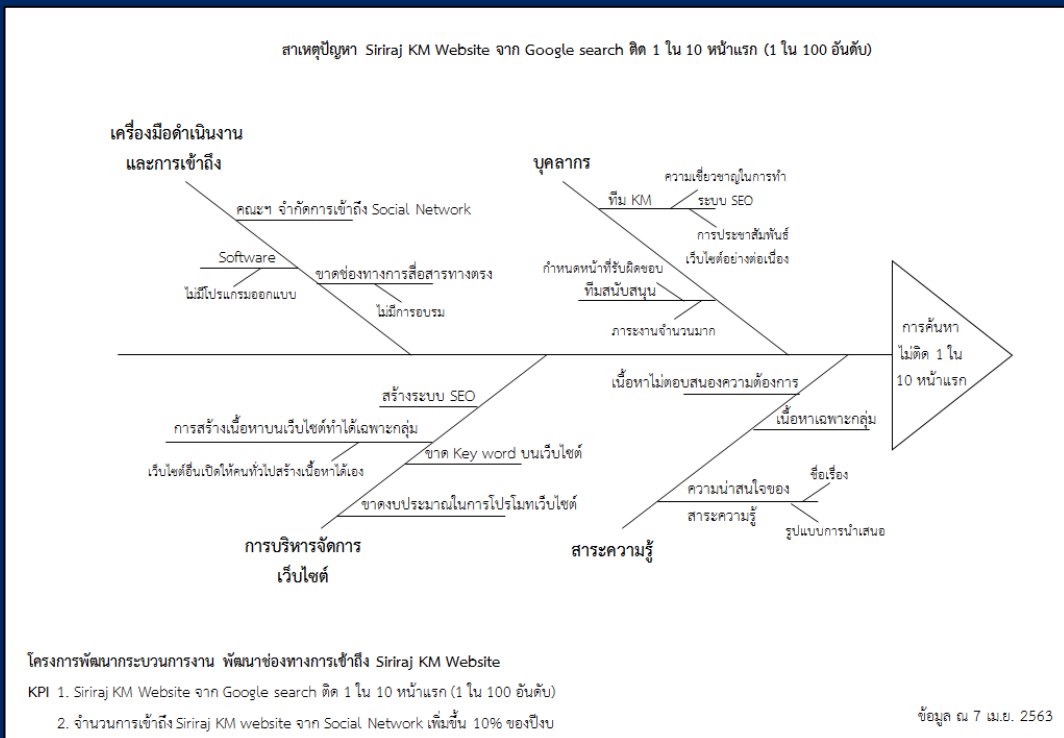 สาเหตุปัญหา Siriraj KM Website จาก Google search ติด 1 ใน 10 หน้าแรก (1 ใน 100 อันดับ)
เครื่องมือดำเนินงาน
และการเข้าถึง
คณะฯ จำกัดการเข้าถึง Social Network
Software
ไม่มีโปรแกรมออกแบบ
ขาดช่องทางการสื่อสารทางตรง
ไม่มีการอบรม
บุคลากร
ทีม KM
ความเชี่ยวชาญในการทำ
ระบบ SEO
การประชาสัมพันธ์
เว็บไซต์อย่างต่อเนื่อง
กำหนดหน้าที่รับผิดชอบ
ทีมสนับสนุน
ภาระงานจำนวนมาก
การค้นหา
ไม่ติด 1 ใน
10 หน้าแรก
สร้างระบบ SEO
การสร้างเนื้อหาบนเว็บไซต์ทำได้เฉพาะกลุ่ม
เว็บไซต์อื่นเปิดให้คนทั่วไปสร้างเนื้อหาได้เอง
ขาด Key word บนเว็บไซต์
ขาดงบประมาณในการโปรโมทเว็บไซต์
การบริหารจัดการ
เว็บไซต์
เนื้อหาไม่ตอบสนองความต้องการ
เนื้อหาเฉพาะกลุ่ม
ความน่าสนใจของ
สาระความรู้
ชื่อเรื่อง
รูปแบบการนำเสนอ
สาระความรู้
โครงการพัฒนากระบวนการงาน พัฒนาช่องทางการเข้าถึง Siriraj KM Website
KPI 1. Siriraj KM Website จาก Google search ติด 1 ใน 10 หน้าแรก (1 ใน 100 อันดับ)
2. จำนวนการเข้าถึง Siriraj KM website จาก Social Network เพิ่มขึ้น 10% ของปีงบ
ข้อมูล ณ 7 เม.ย. 2563